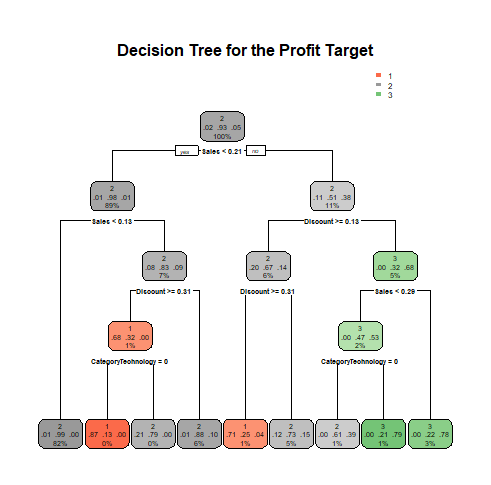 Decision Tree for the Profit Target
1
2
3
2
.02 .93 .05
100%
yes Sales < 0.21 no
2
.01 .98 .01
89%
2
.11 .51 .38
11%
Sales < 0.13
Discount >= 0.13
2
.08 .83 .09
7%
2
.20 .67 .14
6%
3
.00 .32 .68
5%
Discount >= 0.31
Discount >= 0.31
Sales < 0.29
1
.68 .32 .00
1%
3
.00 .47 .53
2%
CategoryTechnology = 0
CategoryTechnology = 0
2
.01 .99 .00
82%
1
.87 .13 .00
0%
2
.21 .79 .00
0%
2
.01 .88 .10
6%
1
.71 .25 .04
1%
2
.12 .73 .15
5%
2
.00 .61 .39
1%
3
.00 .21 .79
1%
3
.00 .22 .78
3%